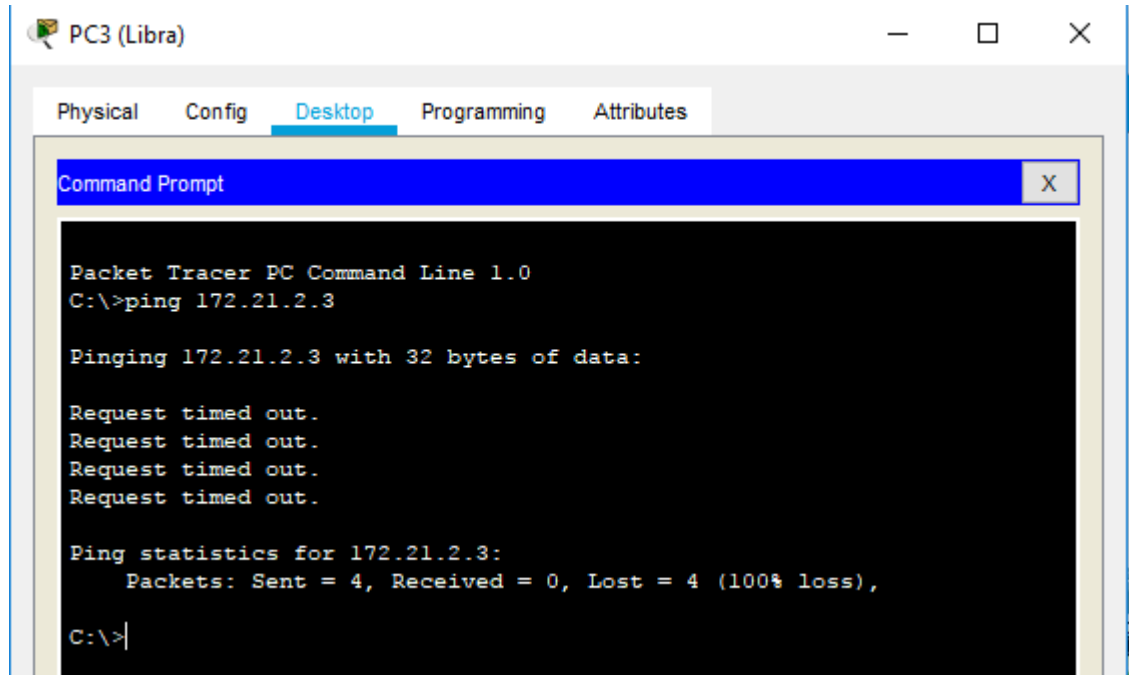 PC3 (Libra)
Physical Config Desktop Programming Attributes
Command Prompt
X
Packet Tracer PC Command Line 1.0
C:\>ping 172.21.2.3
Pinging 172.21.2.3 with 32 bytes of data:
Request timed out.
Request timed out.
Request timed out.
Request timed out.
Ping statistics for 172.21.2.3:
Packets: Sent = 4, Received = 0, Lost = 4 (100% loss),
C:\>